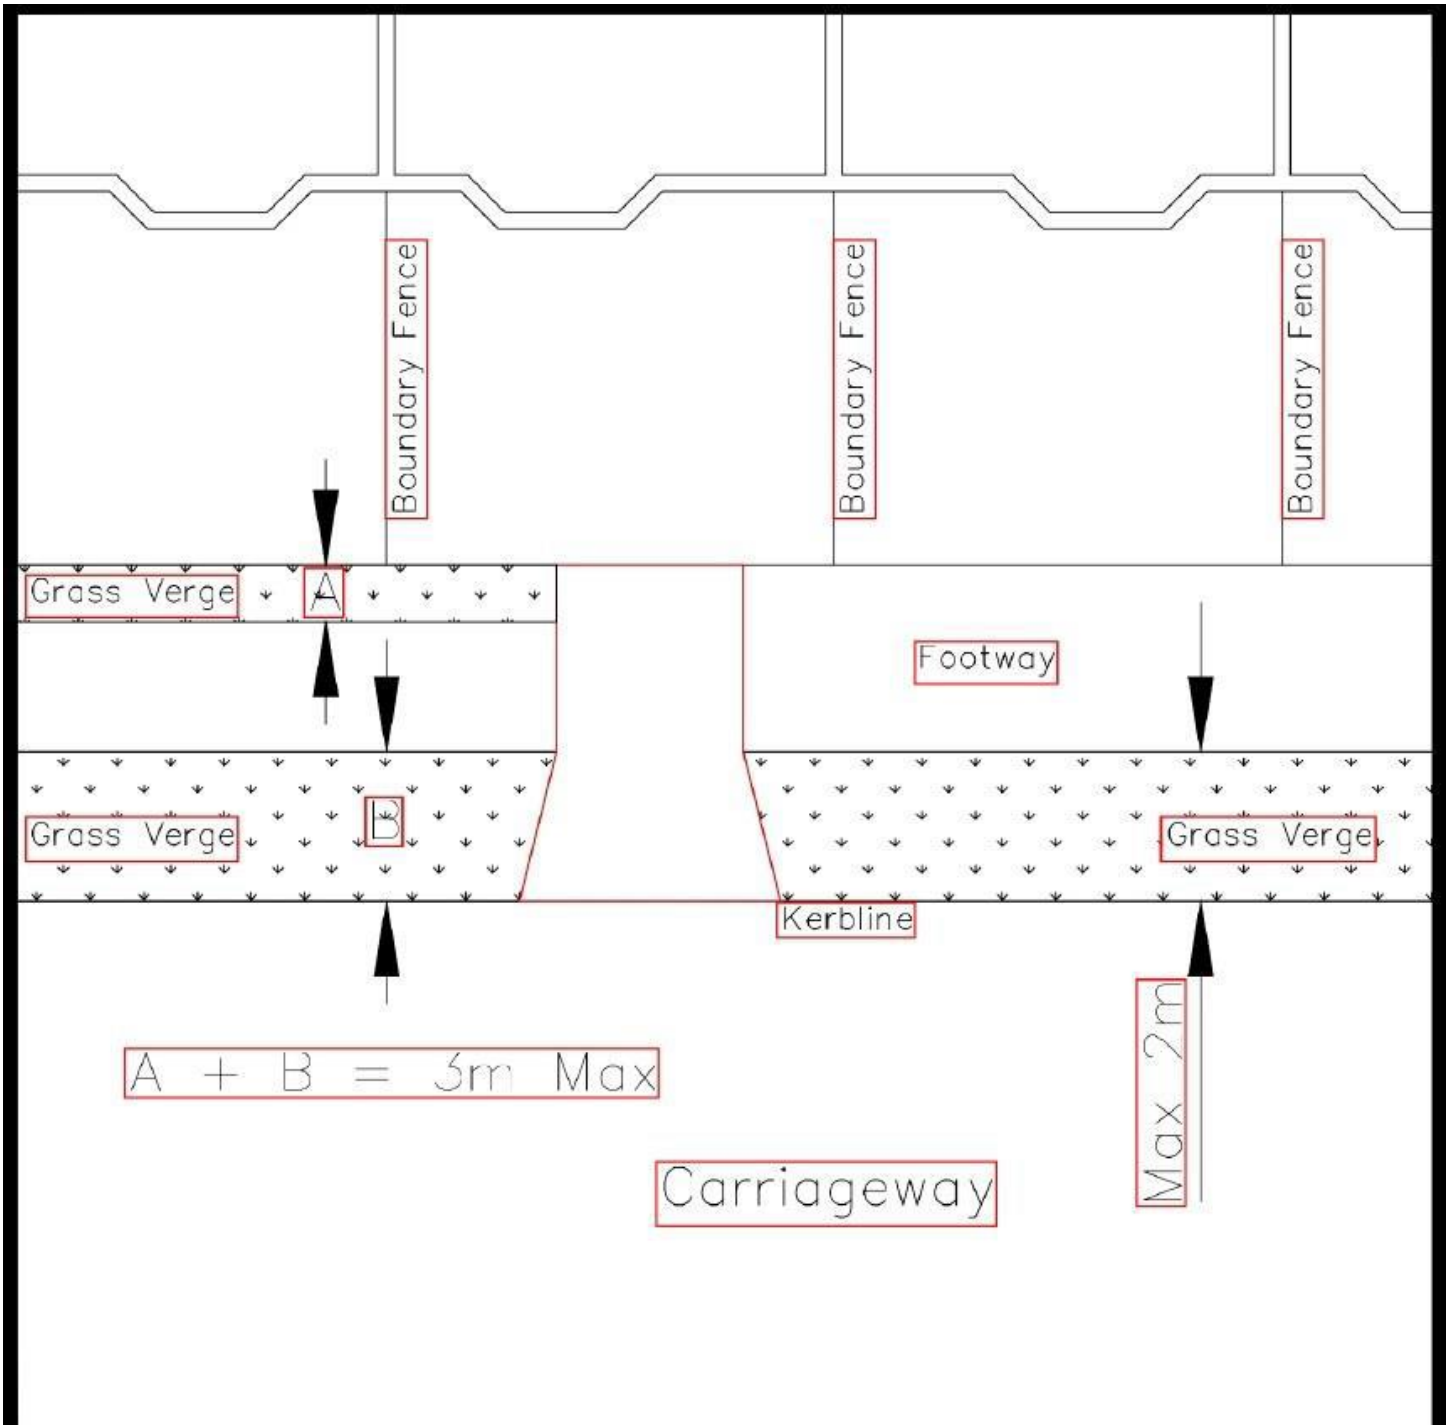 Boundary Fence
Boundary Fence
Boundary Fence
Grass Verge
A
Footway
Grass Verge
B
Grass Verge
Kerbline
A + B = 3m Max
Max 2m
Carriageway